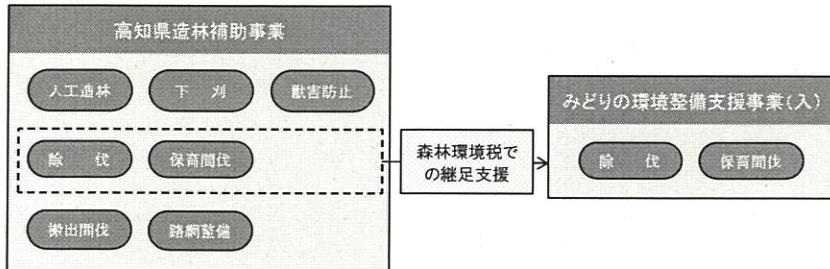 高知県造林補助事業
人工造林 下 刈 獣害防止
除 伐 保育間伐
搬出間伐 路網整備
森林環境税で
の継足支援
みどりの環境整備支援事業(入)
除 伐 保育間伐